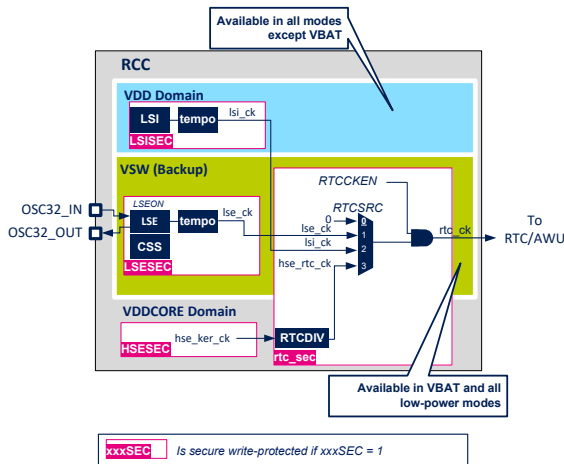 Available in all modes
except VBAT
RCC
VDD Domain
LSI
tempo
lsi_ck
LSISEC
VSW (Backup)
RTCCKEN
LSEON
RTCSRC
OSC32_IN
LSE
tempo
lse_ck
0
0
lse_ck
1
rtc_ck
To
RTC/AWU
OSC32_OUT
CSS
lsi_ck
2
LSESEC
hse_rtc_ck
3
VDDCORE Domain
hse_ker_ck
RTCDIV
HSESEC
rtc_sec
Available in VBAT and all
low-power modes
xxxSEC Is secure write-protected if xxxSEC = 1